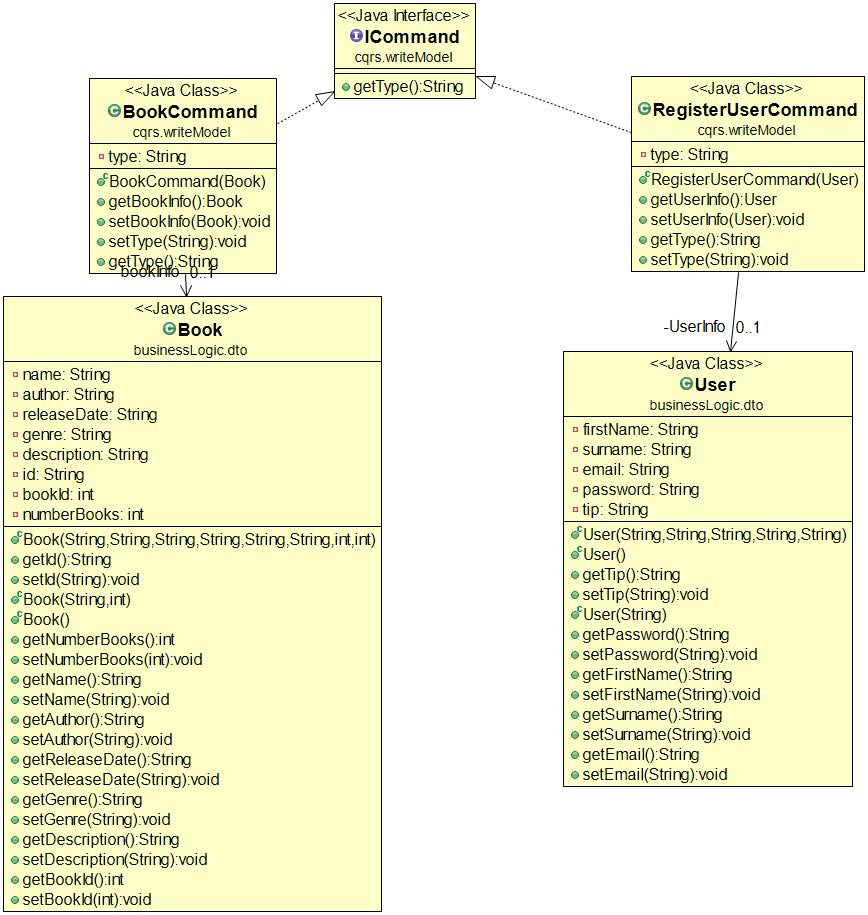 <<Java Interface>>
ICommand
cqrs.writeModel
getType():String
<<Java Class>>
BookCommand
cqrs.writeModel
type: String
BookCommand(Book)
getBookInfo():Book
setBookInfo(Book):void
setType(String):void
getType():String
<<Java Class>>
RegisterUserCommand
cqrs.writeModel
type: String
RegisterUserCommand(User)
getUserInfo():User
setUserInfo(User):void
getType():String
setType(String):void
bookInfo 0..1
-UserInfo 0..1
<<Java Class>>
Book
businessLogic.dto
name: String
author: String
releaseDate: String
genre: String
description: String
id: String
bookId: int
numberBooks: int
Book(String,String,String,String,String,String,int,int)
getId():String
setId(String):void
Book(String,int)
Book()
getNumberBooks():int
setNumberBooks(int):void
getName():String
setName(String):void
getAuthor():String
setAuthor(String):void
getReleaseDate():String
setReleaseDate(String):void
getGenre():String
setGenre(String):void
getDescription():String
setDescription(String):void
getBookId():int
setBookId(int):void
<<Java Class>>
User
businessLogic.dto
firstName: String
surname: String
email: String
password: String
tip: String
User(String,String,String,String,String)
User()
getTip():String
setTip(String):void
User(String)
getPassword():String
setPassword(String):void
getFirstName():String
setFirstName(String):void
getSurname():String
setSurname(String):void
getEmail():String
setEmail(String):void